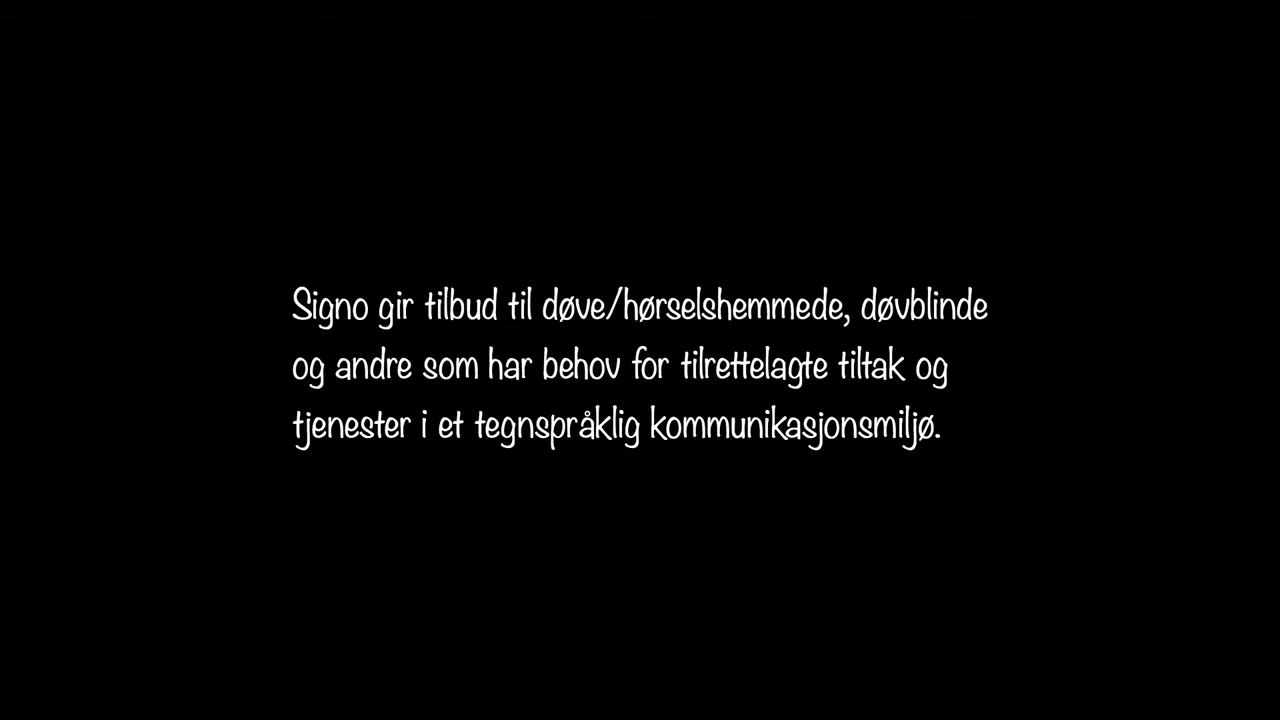 Signo gir tilbud til døve/hørselshemmede, døvblinde
og andre som har behov for tilrettelagte tiltak og
tjenester i et tegnspråklig kommunikasjonsmiljø.